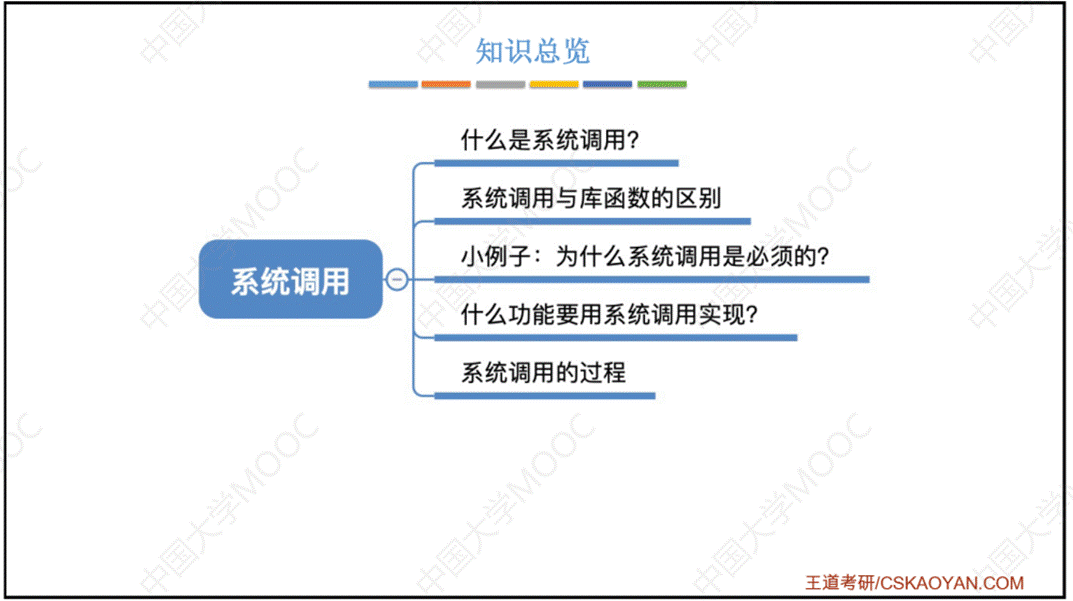 知识总览
什么是系统调用?
系统调用与库函数的区别
小例子：为什么系统调用是必须的?
系统调用
什么功能要用系统调用实现?
系统调用的过程
王道考研/CSKAOYAN.COM
中国大学MOOC